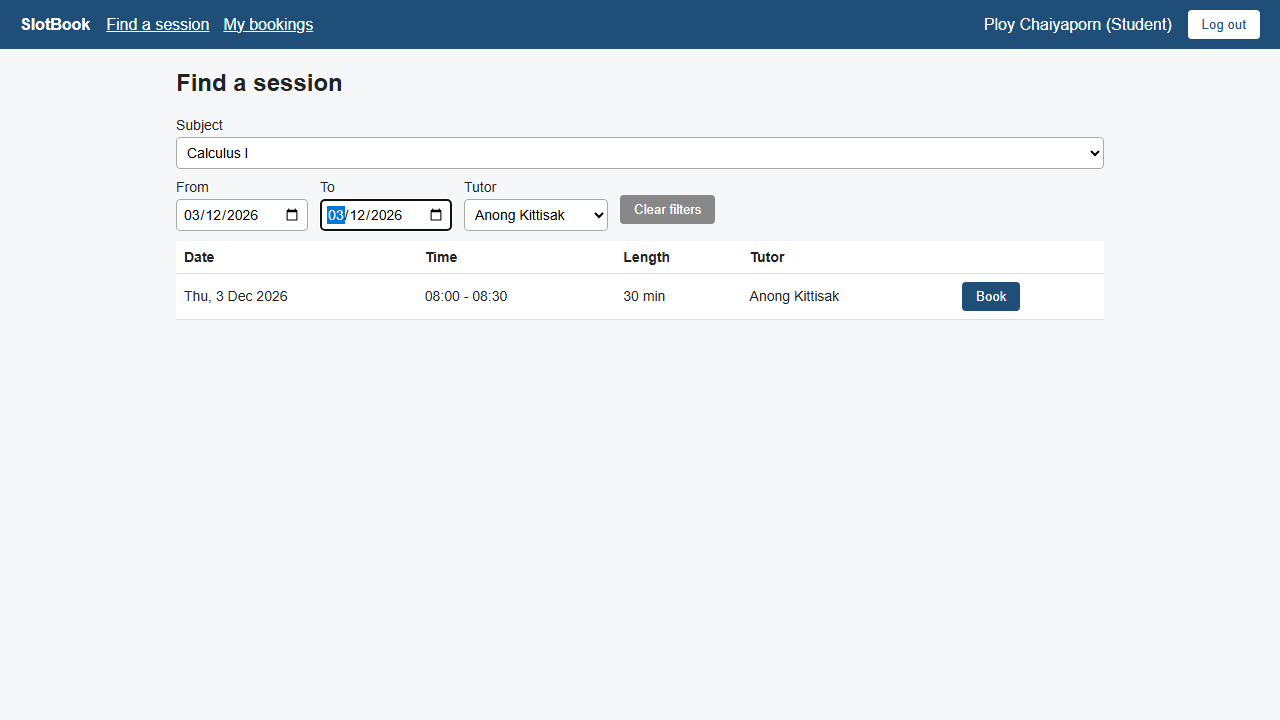 SlotBook Find a session My bookings Ploy Chaiyaporn (Student) Log out
Find a session
Subject
Calculus I
From To Tutor
03/12/2026 03/12/2026 Anong Kittisak Clear filters
Date Time Length Tutor
Thu, 3 Dec 2026 08:00 - 08:30 30 min Anong Kittisak Book